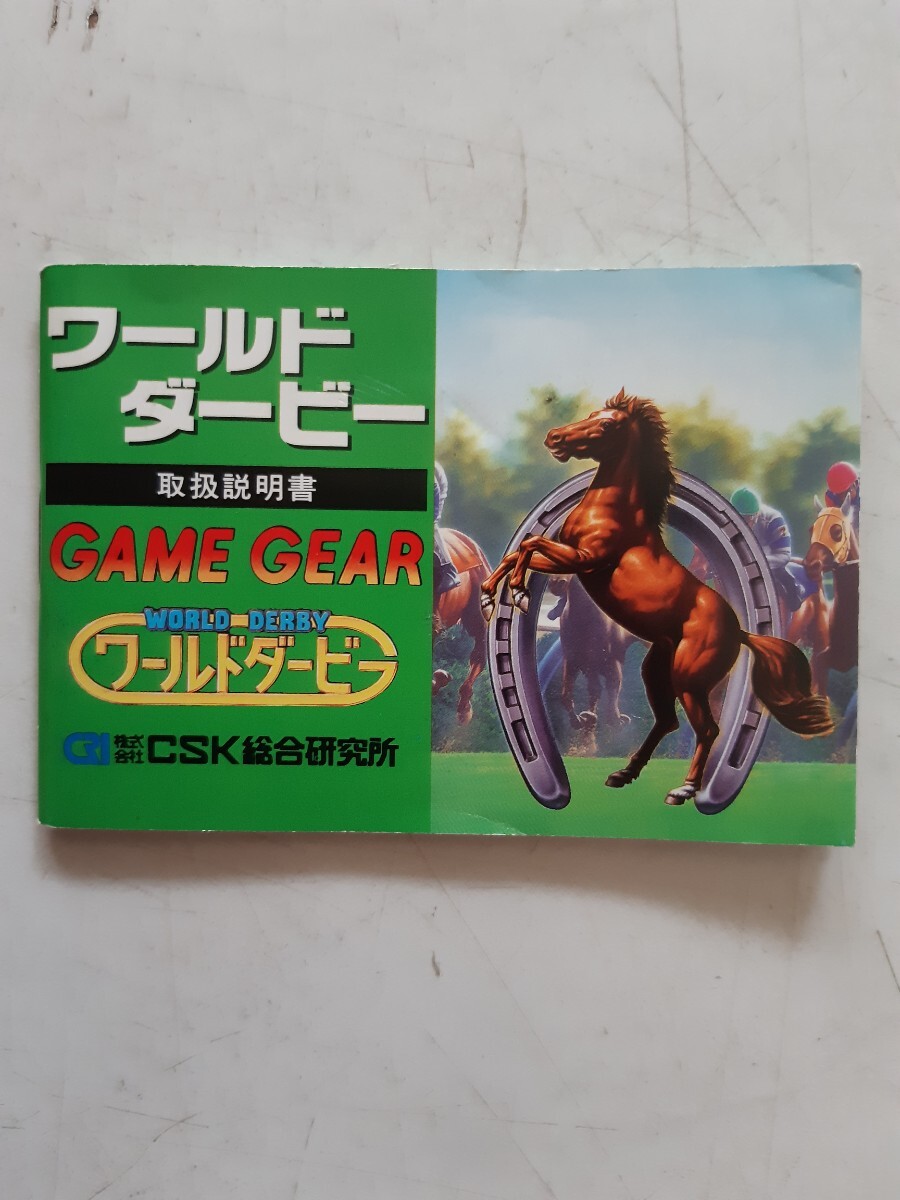 ワールド
ダービー
取扱説明書
GAME GEAR
WORLD DERBY
ワールドダービー
CRI 株式会社 CSK総合研究所